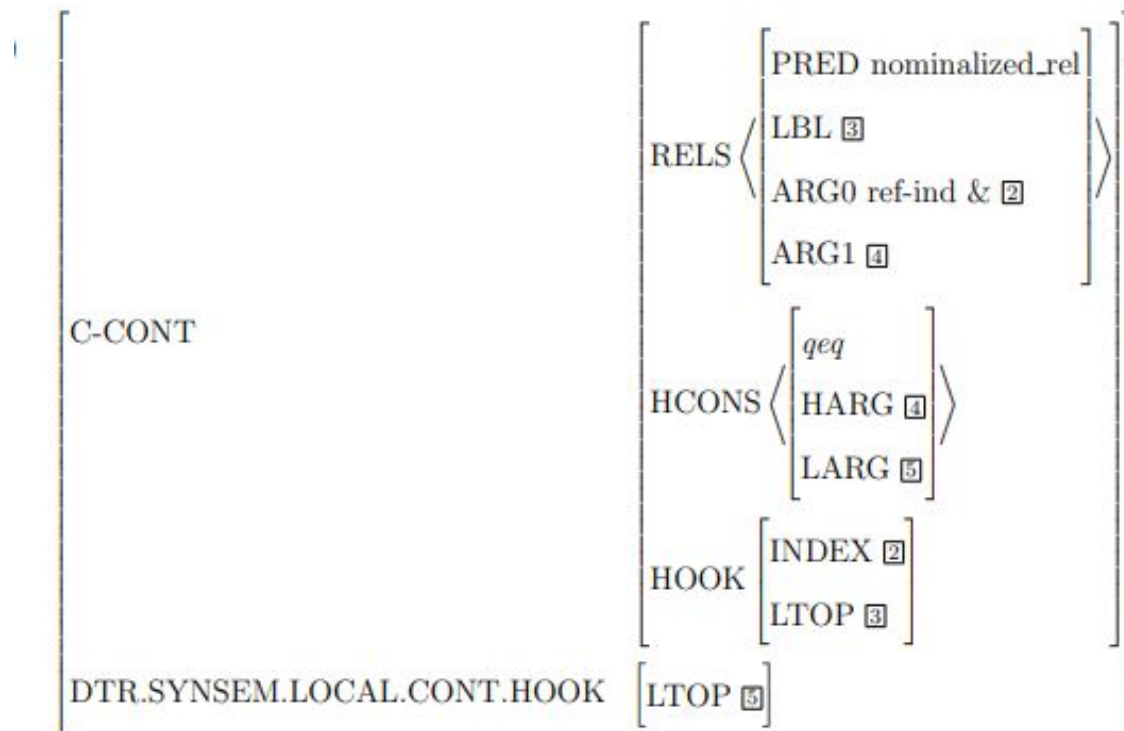 PRED nominalized_rel
LBL 3
RELS
ARG0 ref-ind & 2
ARG1 4
C-CONT
qeq
HCONS
HARG 4
LARG 5
INDEX 2
HOOK
LTOP 3
DTR.SYNSEM.LOCAL.CONT.HOOK LTOP 5